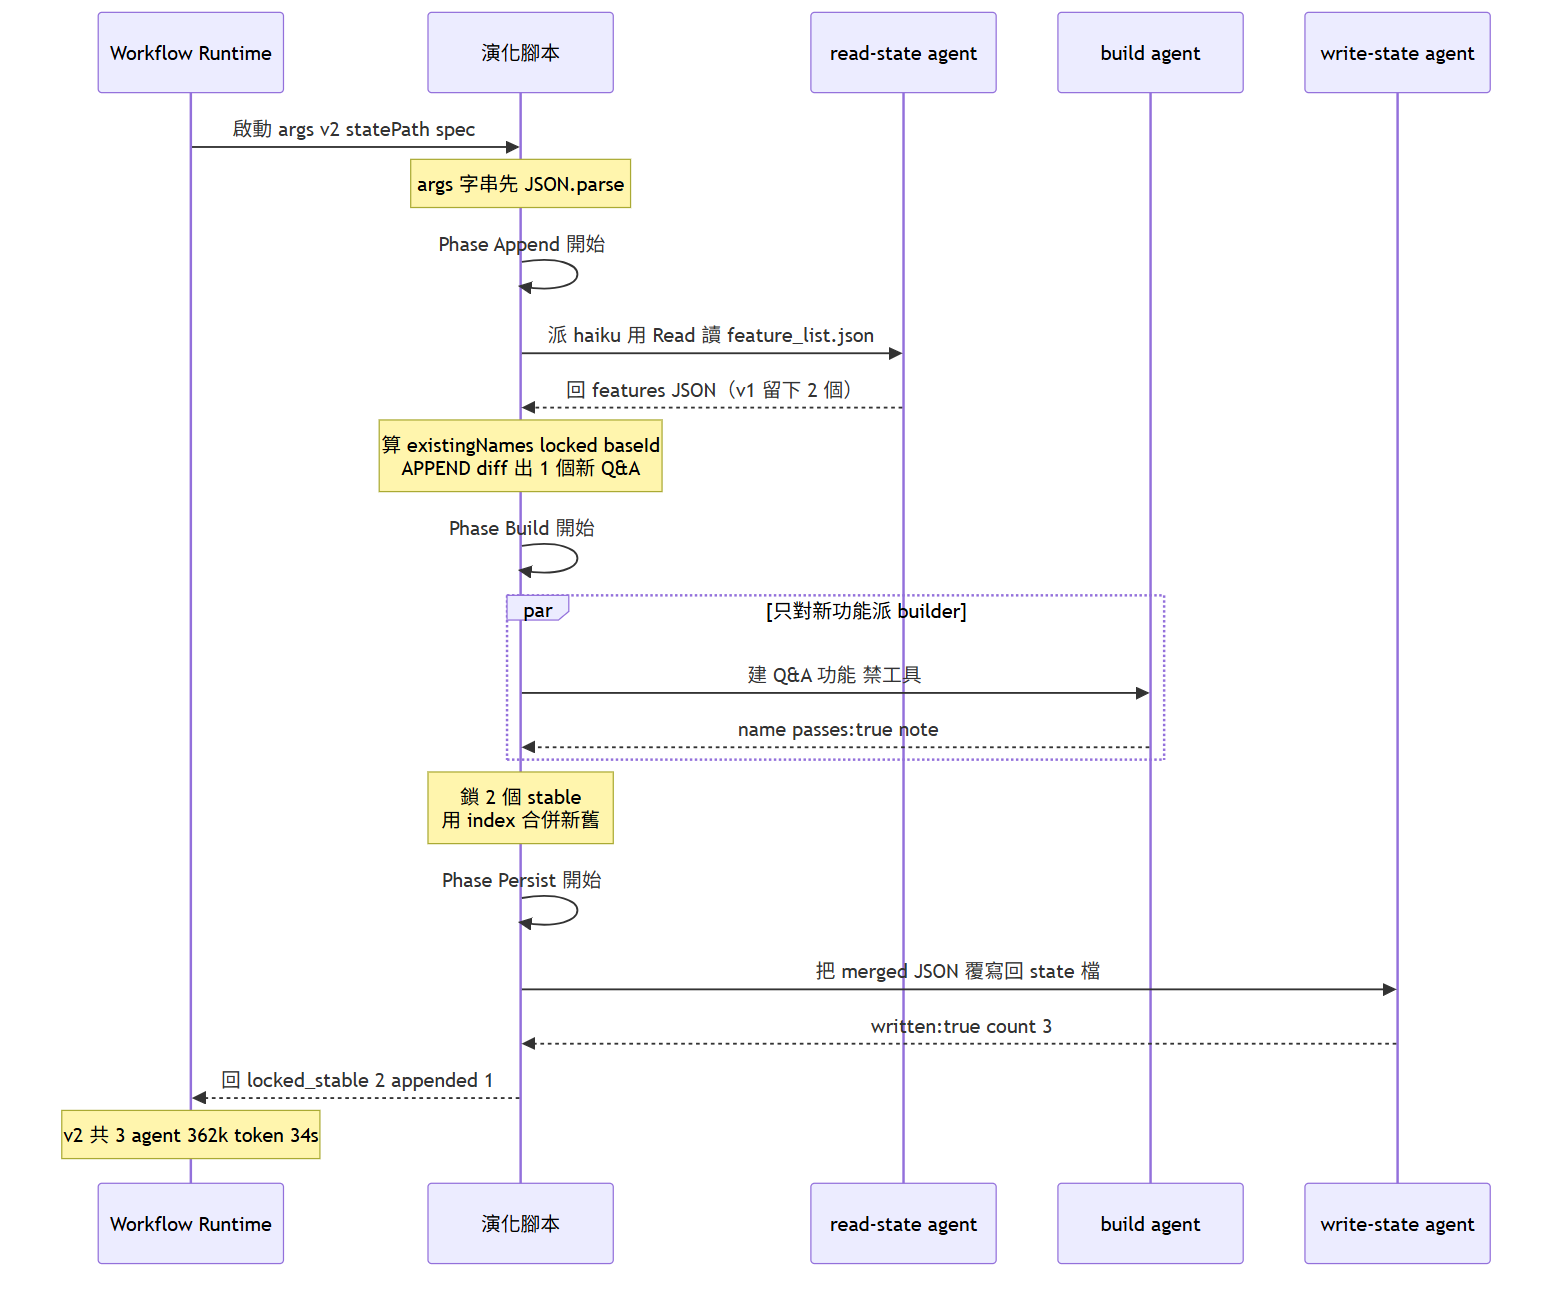 Workflow Runtime
演化腳本
read-state agent
build agent
write-state agent
啟動 args v2 statePath spec
args 字串先 JSON.parse
Phase Append 開始
派 haiku 用 Read 讀 feature_list.json
回 features JSON（v1 留下 2 個）
算 existingNames locked baseId
APPEND diff 出 1 個新 Q&A
Phase Build 開始
par
[只對新功能派 builder]
建 Q&A 功能 禁工具
name passes:true note
鎖 2 個 stable
用 index 合併新舊
Phase Persist 開始
把 merged JSON 覆寫回 state 檔
written:true count 3
回 locked_stable 2 appended 1
v2 共 3 agent 362k token 34s
Workflow Runtime
演化腳本
read-state agent
build agent
write-state agent